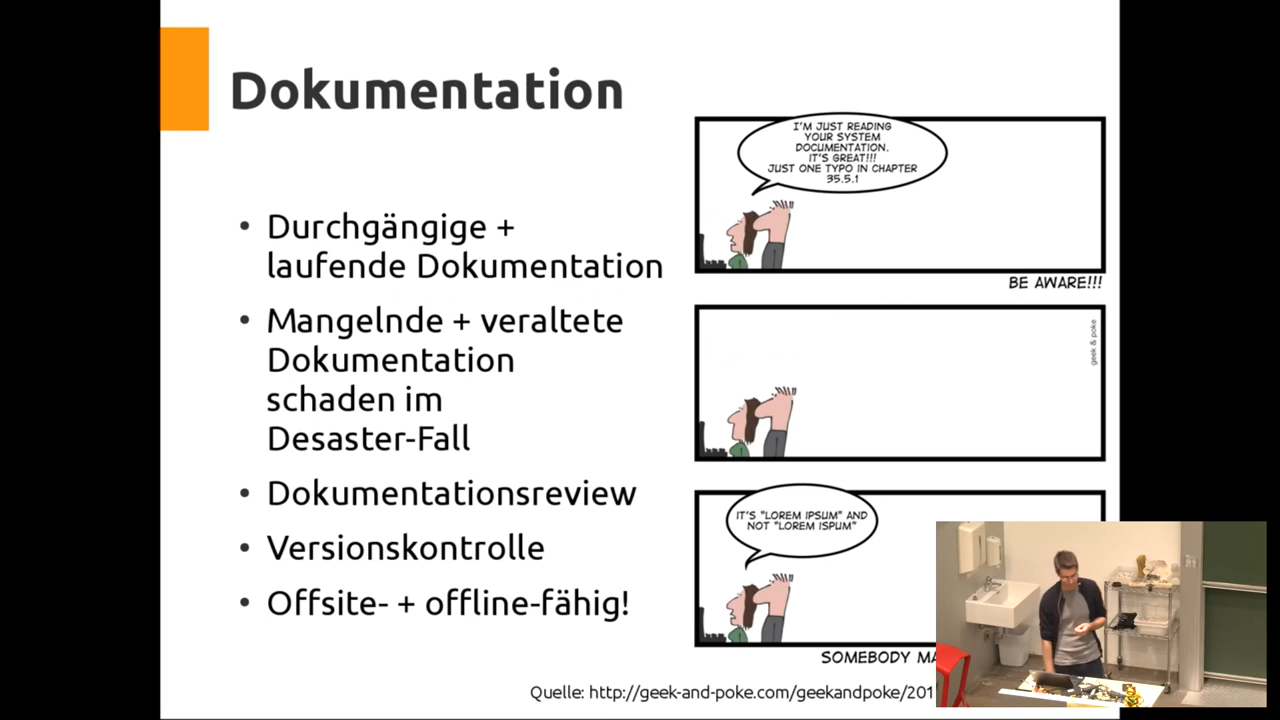 Dokumentation
• Durchgängige +
laufende Dokumentation
• Mangelnde + veraltete
Dokumentation
schaden im
Desaster-Fall
• Dokumentationsreview
• Versionskontrolle
• Offsite- + offline-fähig!
I'M JUST READING
YOUR SYSTEM
DOCUMENTATION.
IT'S GREAT!!!
JUST ONE TYPO IN CHAPTER
35.5.1
BE AWARE!!!
geek & poke
IT'S "LOREM IPSUM" AND
NOT "LOREM ISPUM"
SOMEBODY
Quelle: http://geek-and-poke.com/geekandpoke/201